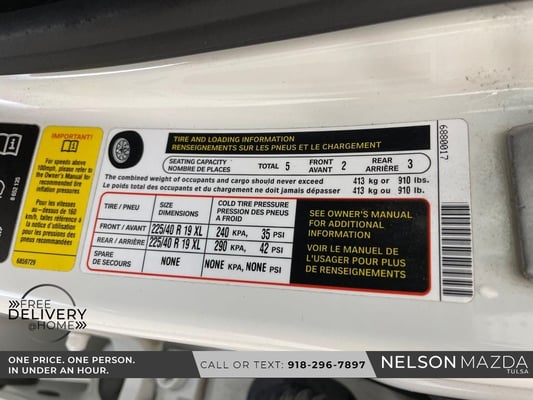 TIRE AND LOADING INFORMATION
RENSEIGNEMENTS SUR LES PNEUS ET LE CHARGEMENT
SEATING CAPACITY
NOMBRE DE PLACES
TOTAL 5
FRONT
AVANT 2
REAR
ARRIÈRE 3
The combined weight of occupants and cargo should never exceed 413 kg or 910 lbs.
Le poids total des occupants et du chargement ne doit jamais dépasser 413 kg ou 910 lb.
TIRE / PNEU
SIZE
DIMENSIONS
COLD TIRE PRESSURE
PRESSION DES PNEUS
A FROID
FRONT / AVANT 225/40 R 19 XL 240 KPA, 35 PSI
REAR / ARRIÈRE 225/40 R 19 XL 290 KPA, 42 PSI
SPARE
DE SECOURS NONE NONE KPA, NONE PSI
SEE OWNER'S MANUAL
FOR ADDITIONAL
INFORMATION
VOIR LE MANUEL DE
L'USAGER POUR PLUS
DE RENSEIGNEMENTS
6880017
IMPORTANT!
For speeds above
100mph, please see
the Owner's Manual for
recommended tire
inflation pressures
Pour les vitesses
au-dessus de 160
km/h, faites référence à
la notice d'utilisation
pour les pressions des
pneus recommandées
6859729
8 650 135
FREE
DELIVERY
@HOME
ONE PRICE. ONE PERSON.
IN UNDER AN HOUR.
CALL OR TEXT: 918-296-7897
NELSON MAZDA
TULSA